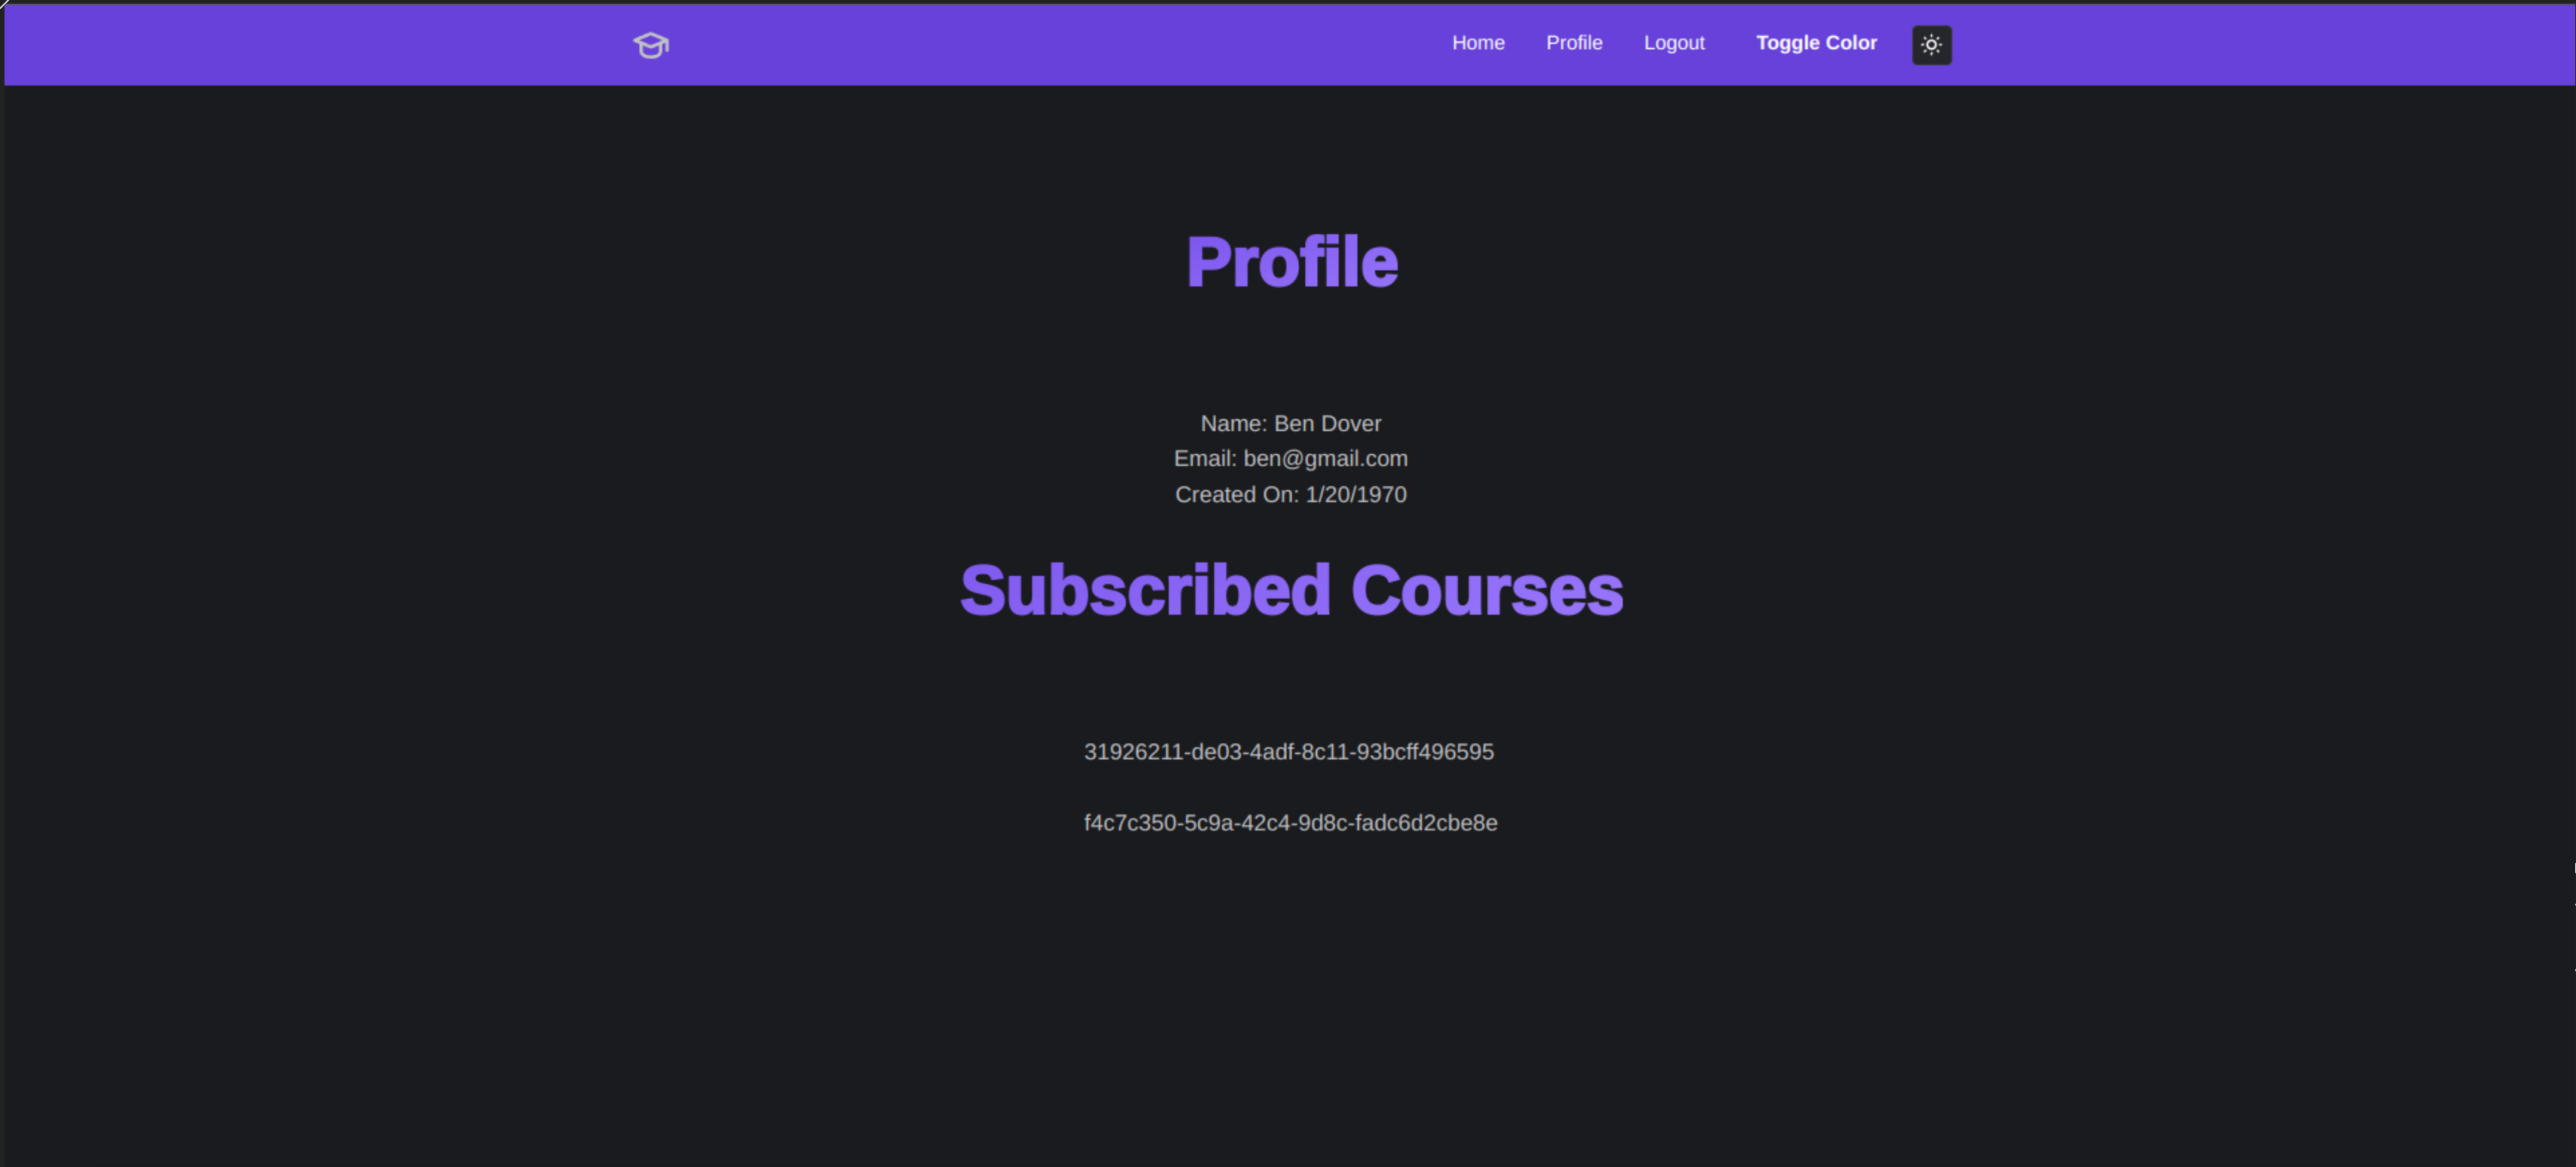 Home Profile Logout Toggle Color
Profile
Name: Ben Dover
Email: ben@gmail.com
Created On: 1/20/1970
Subscribed Courses
31926211-de03-4adf-8c11-93bcff496595
f4c7c350-5c9a-42c4-9d8c-fadc6d2cbe8e